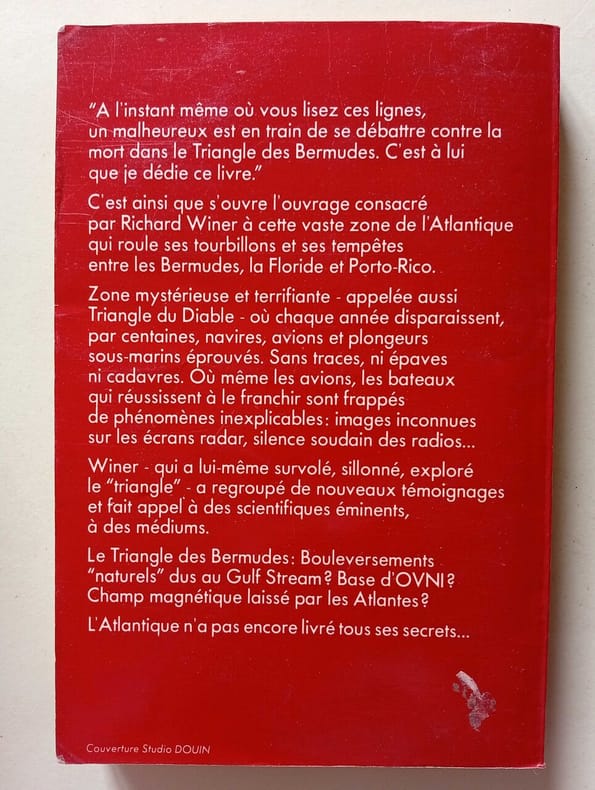 "A l'instant même où vous lisez ces lignes,
un malheureux est en train de se débattre contre la
mort dans le Triangle des Bermudes. C'est à lui
que je dédie ce livre."
C'est ainsi que s'ouvre l'ouvrage consacré
par Richard Winer à cette vaste zone de l'Atlantique
qui roule ses tourbillons et ses tempêtes
entre les Bermudes, la Floride et Porto-Rico.
Zone mystérieuse et terrifiante - appelée aussi
Triangle du Diable - où chaque année disparaissent,
par centaines, navires, avions et plongeurs
sous-marins éprouvés. Sans traces, ni épaves
ni cadavres. Où même les avions, les bateaux
qui réussissent à le franchir sont frappés
de phénomènes inexplicables : images inconnues
sur les écrans radar, silence soudain des radios...
Winer - qui a lui-même survolé, sillonné, exploré
le "triangle" - a regroupé de nouveaux témoignages
et fait appel à des scientifiques éminents,
à des médiums.
Le Triangle des Bermudes : Bouleversements
"naturels" dus au Gulf Stream ? Base d'OVNI ?
Champ magnétique laissé par les Atlantes ?
L'Atlantique n'a pas encore livré tous ses secrets...
Couverture Studio DOUIN